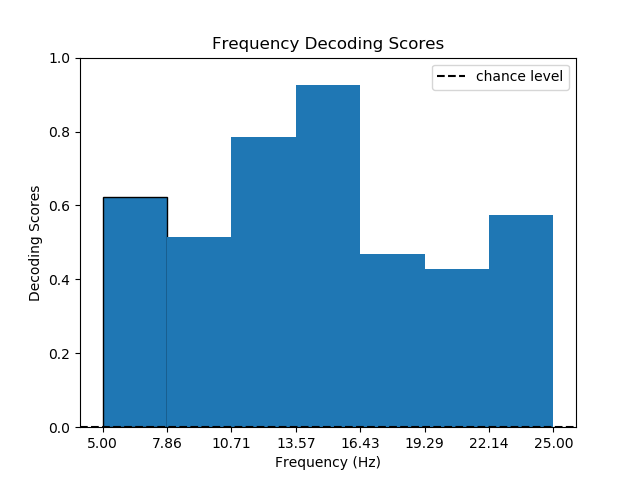 Frequency Decoding Scores
chance level
1.0
0.8
0.6
0.4
0.2
0.0
Decoding Scores
5.00 7.86 10.71 13.57 16.43 19.29 22.14 25.00
Frequency (Hz)